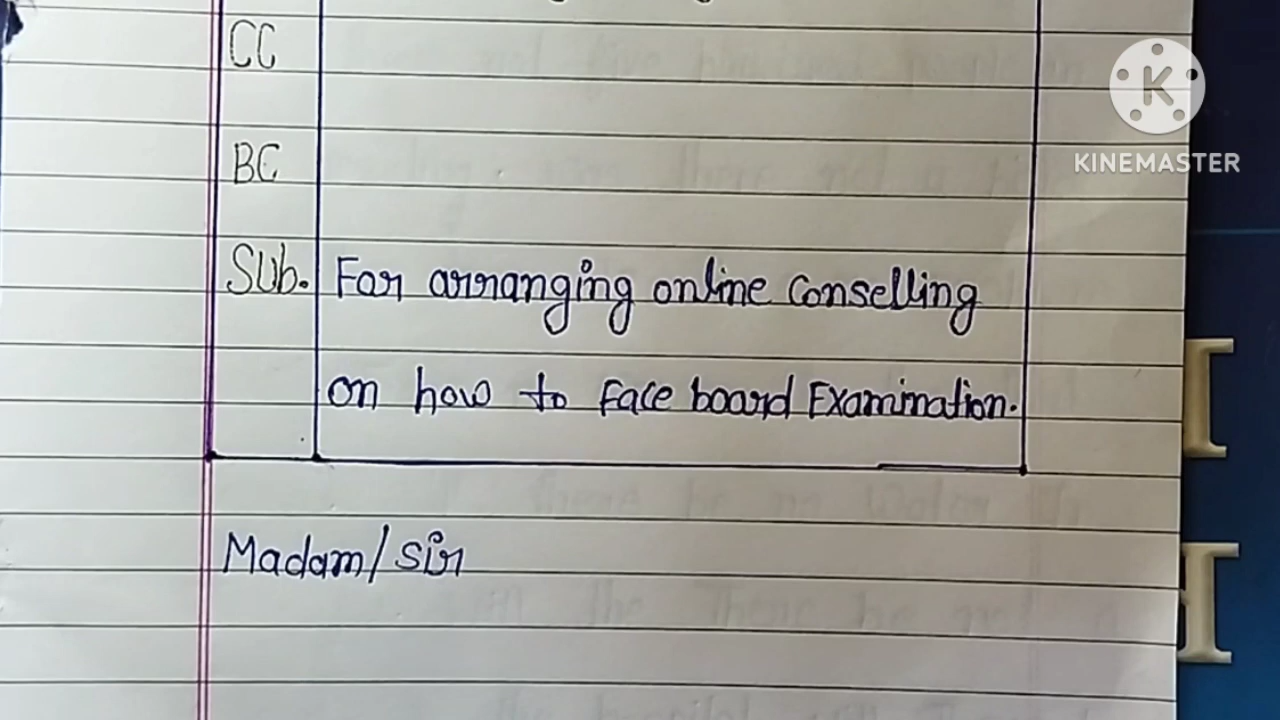 CC
BC
Sub. For arranging online conselling
on how to Face board Examination.
Madam/Sir
K
KINEMASTER